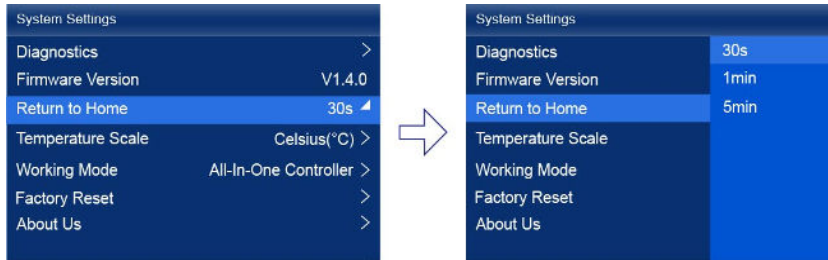 System Settings
Diagnostics >
Firmware Version V1.4.0
Return to Home 30s
Temperature Scale Celsius(°C) >
Working Mode All-In-One Controller >
Factory Reset >
About Us >
System Settings
Diagnostics 30s
Firmware Version 1min
Return to Home 5min
Temperature Scale
Working Mode
Factory Reset
About Us